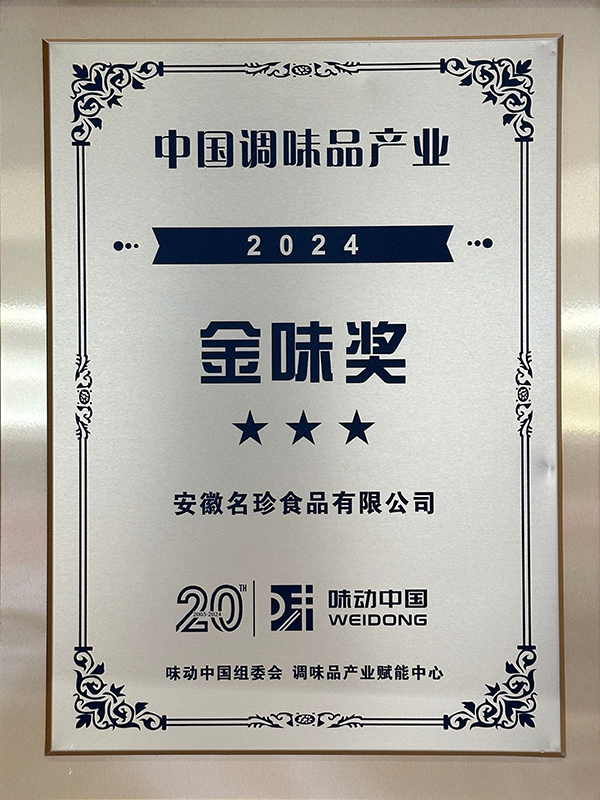 中国调味品产业
2024
金味奖
安徽名珍食品有限公司
20TH
2005-2024
味动中国
WEIDONG
味动中国组委会 调味品产业赋能中心